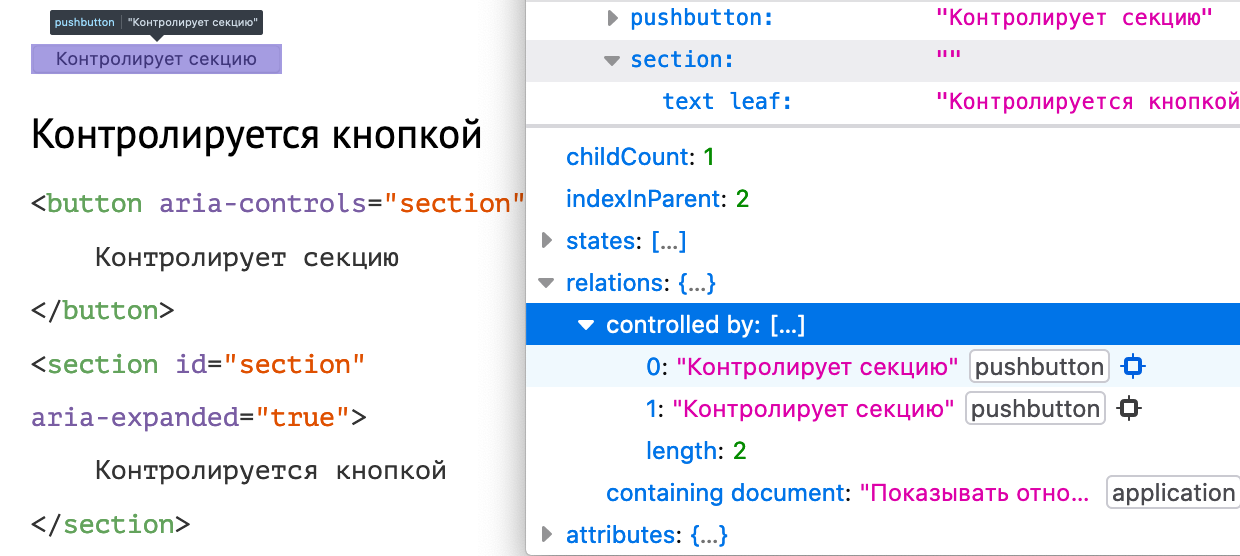 pushbutton "Контролирует секцию"
Контролирует секцию
Контролируется кнопкой
<button aria-controls="section"
Контролирует секцию
</button>
<section id="section"
aria-expanded="true">
Контролируется кнопкой
</section>
pushbutton: "Контролирует секцию"
section: ""
text leaf: "Контролируется кнопкой
childCount: 1
indexInParent: 2
states: […]
relations: {…}
controlled by: […]
0: "Контролирует секцию" pushbutton
1: "Контролирует секцию" pushbutton
length: 2
containing document: "Показывать отно… application
attributes: {…}